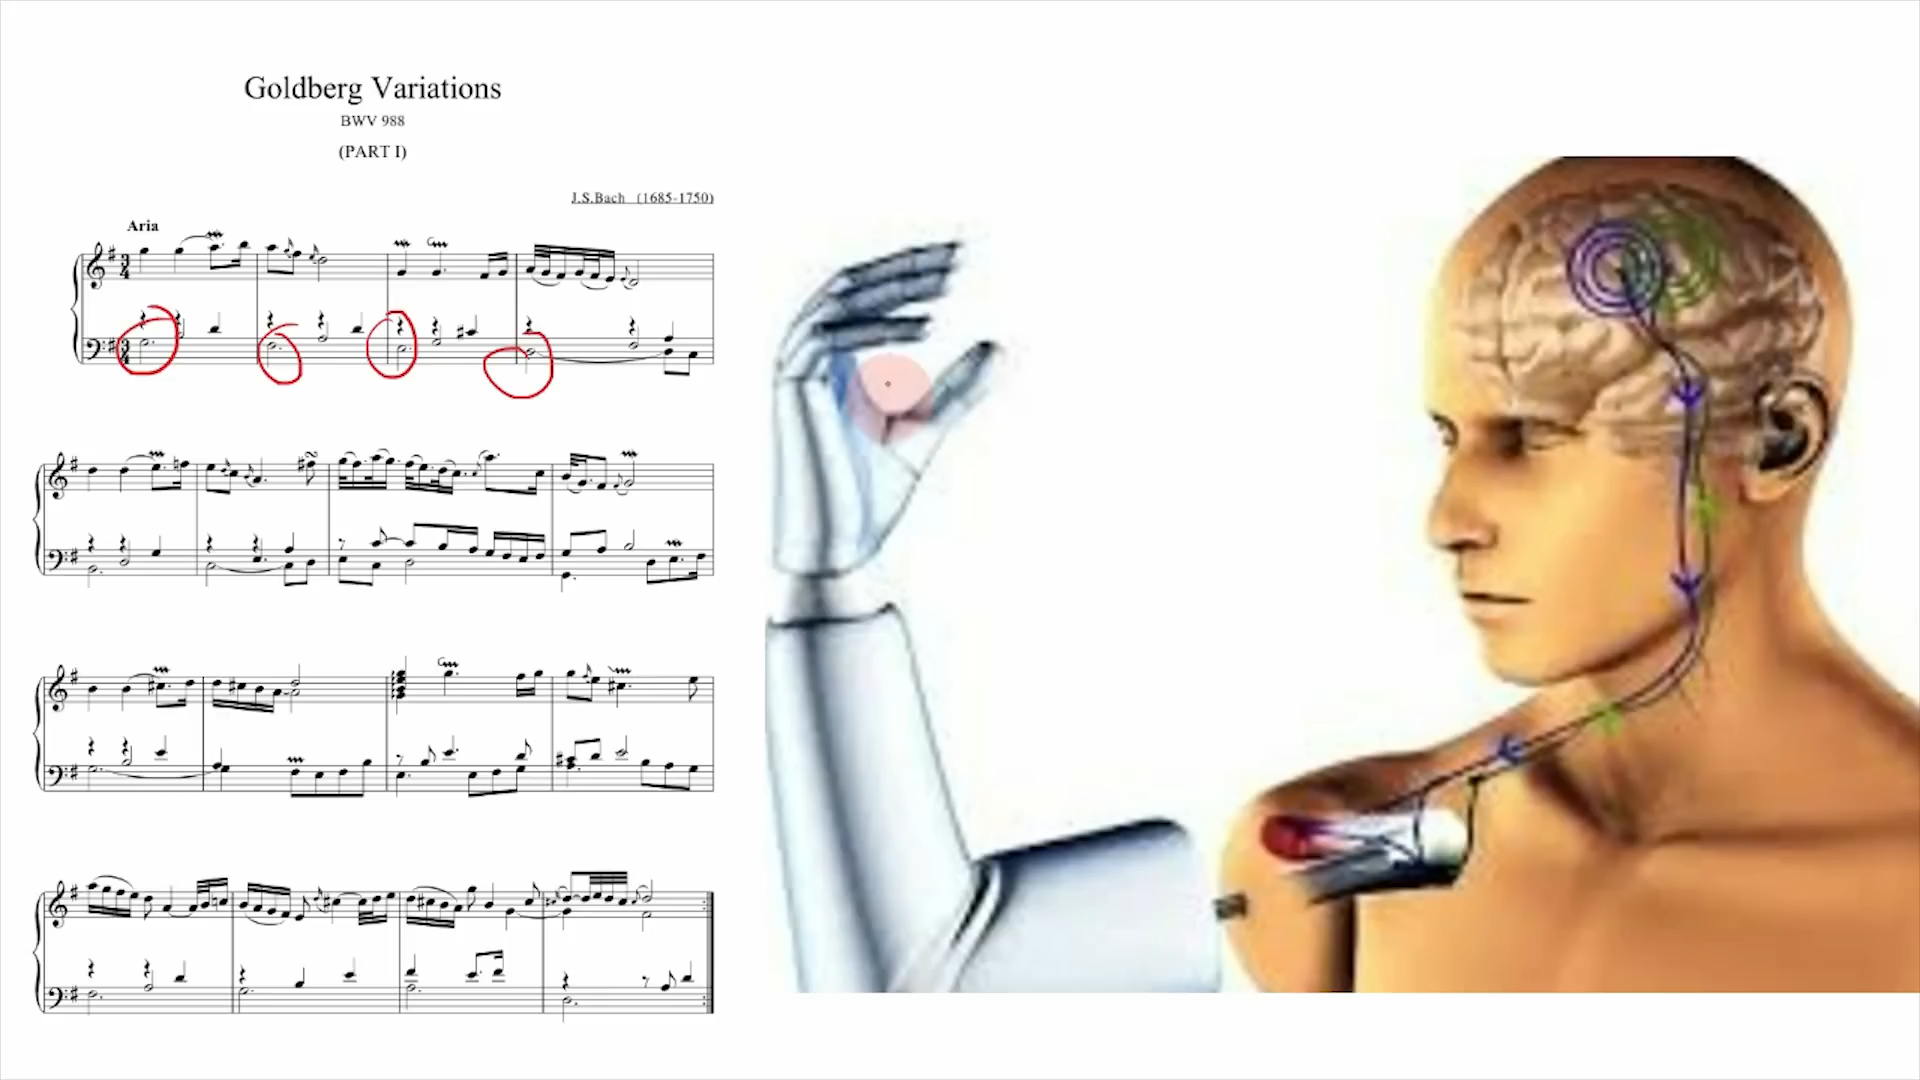 Goldberg Variations
BWV 988
(PART I)
J.S.Bach (1685-1750)
Aria